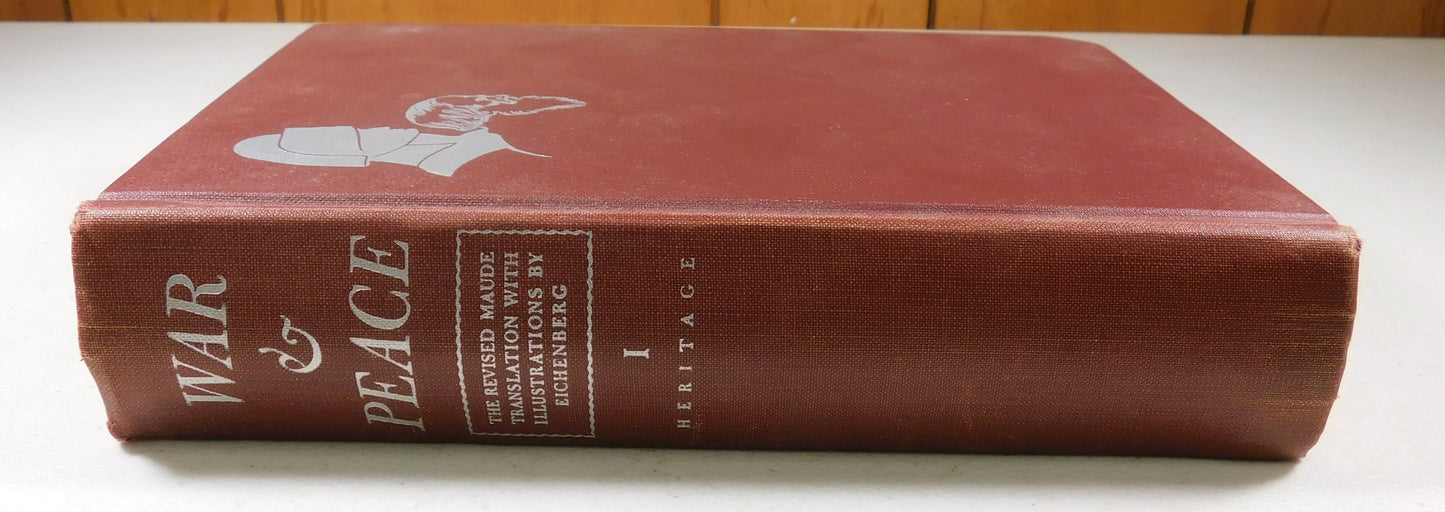 WAR
&
PEACE
THE REVISED MAUDE
TRANSLATION WITH
ILLUSTRATIONS BY
EICHENBERG
I
HERITAGE